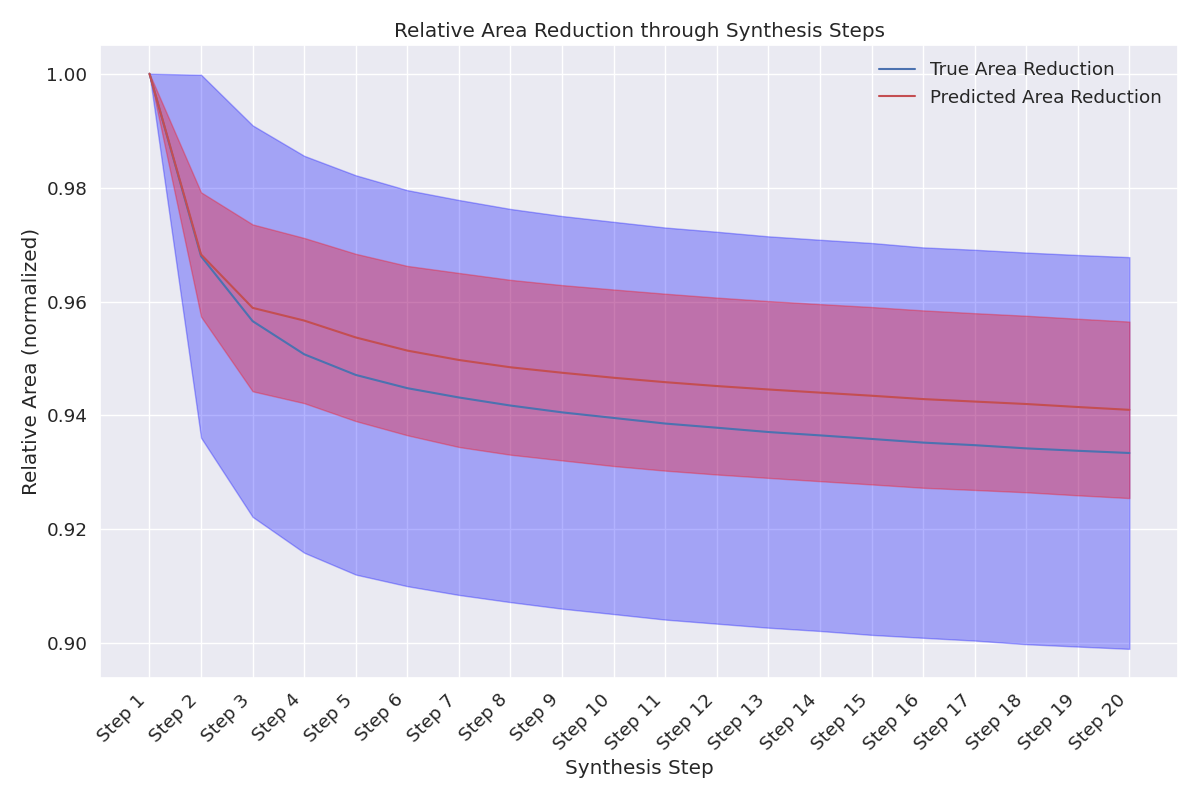 Relative Area Reduction through Synthesis Steps
True Area Reduction
Predicted Area Reduction
Relative Area (normalized)
1.00
0.98
0.96
0.94
0.92
0.90
Step 1
Step 2
Step 3
Step 4
Step 5
Step 6
Step 7
Step 8
Step 9
Step 10
Step 11
Step 12
Step 13
Step 14
Step 15
Step 16
Step 17
Step 18
Step 19
Step 20
Synthesis Step